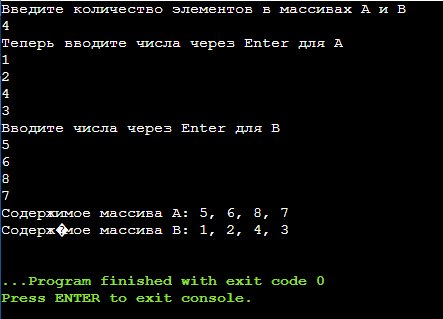 Введите количество элементов в массивах A и B
4
Теперь вводите числа через Enter для A
1
2
4
3
Вводите числа через Enter для B
5
6
8
7
Содержимое массива A: 5, 6, 8, 7
Содерж�мое массива B: 1, 2, 4, 3
...Program finished with exit code 0
Press ENTER to exit console.